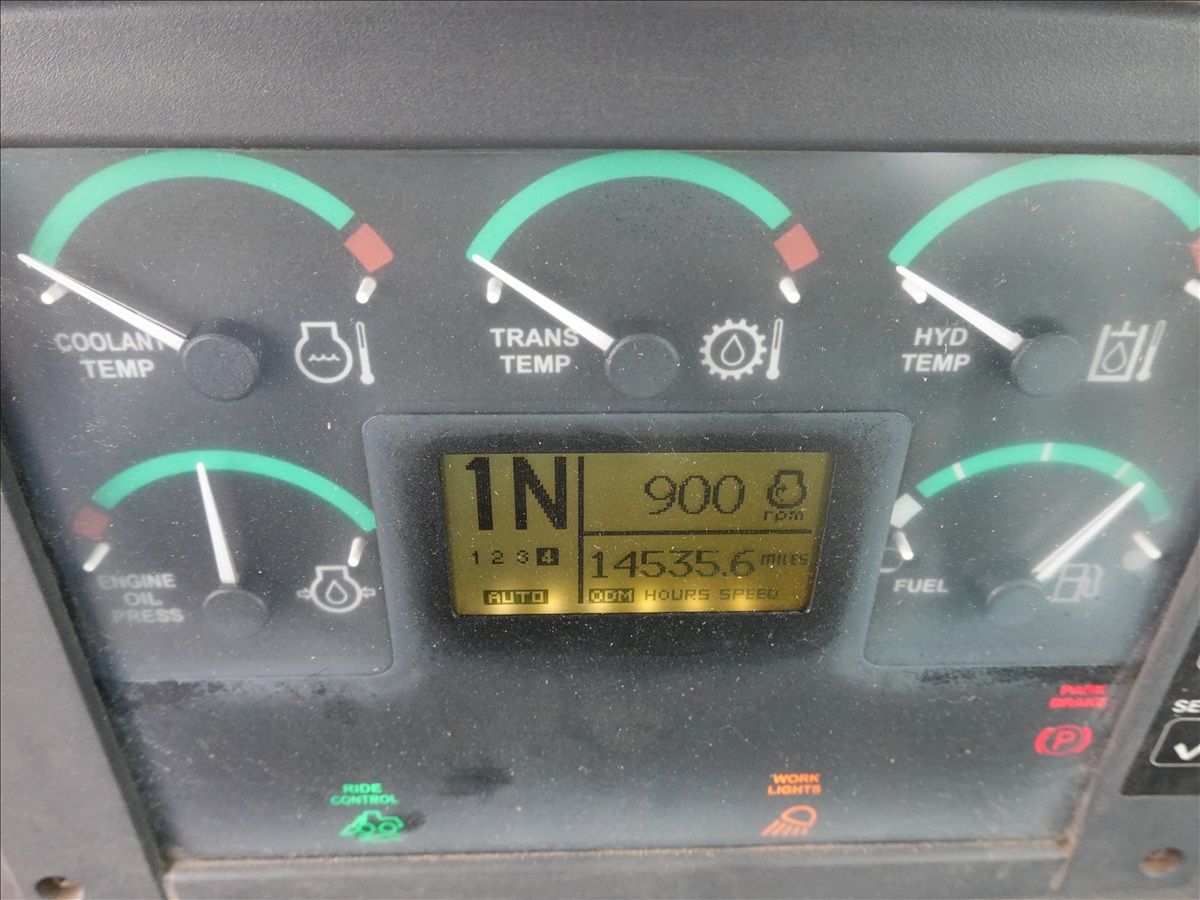 COOLANT
TEMP
TRANS
TEMP
HYD
TEMP
ENGINE
OIL
PRESS
1N
900
rpm
1 2 3 4
14535.6 MILES
AUTO
ODM HOURS SPEED
FUEL
PARK
BRAKE
P
SE
RIDE
CONTROL
WORK
LIGHTS